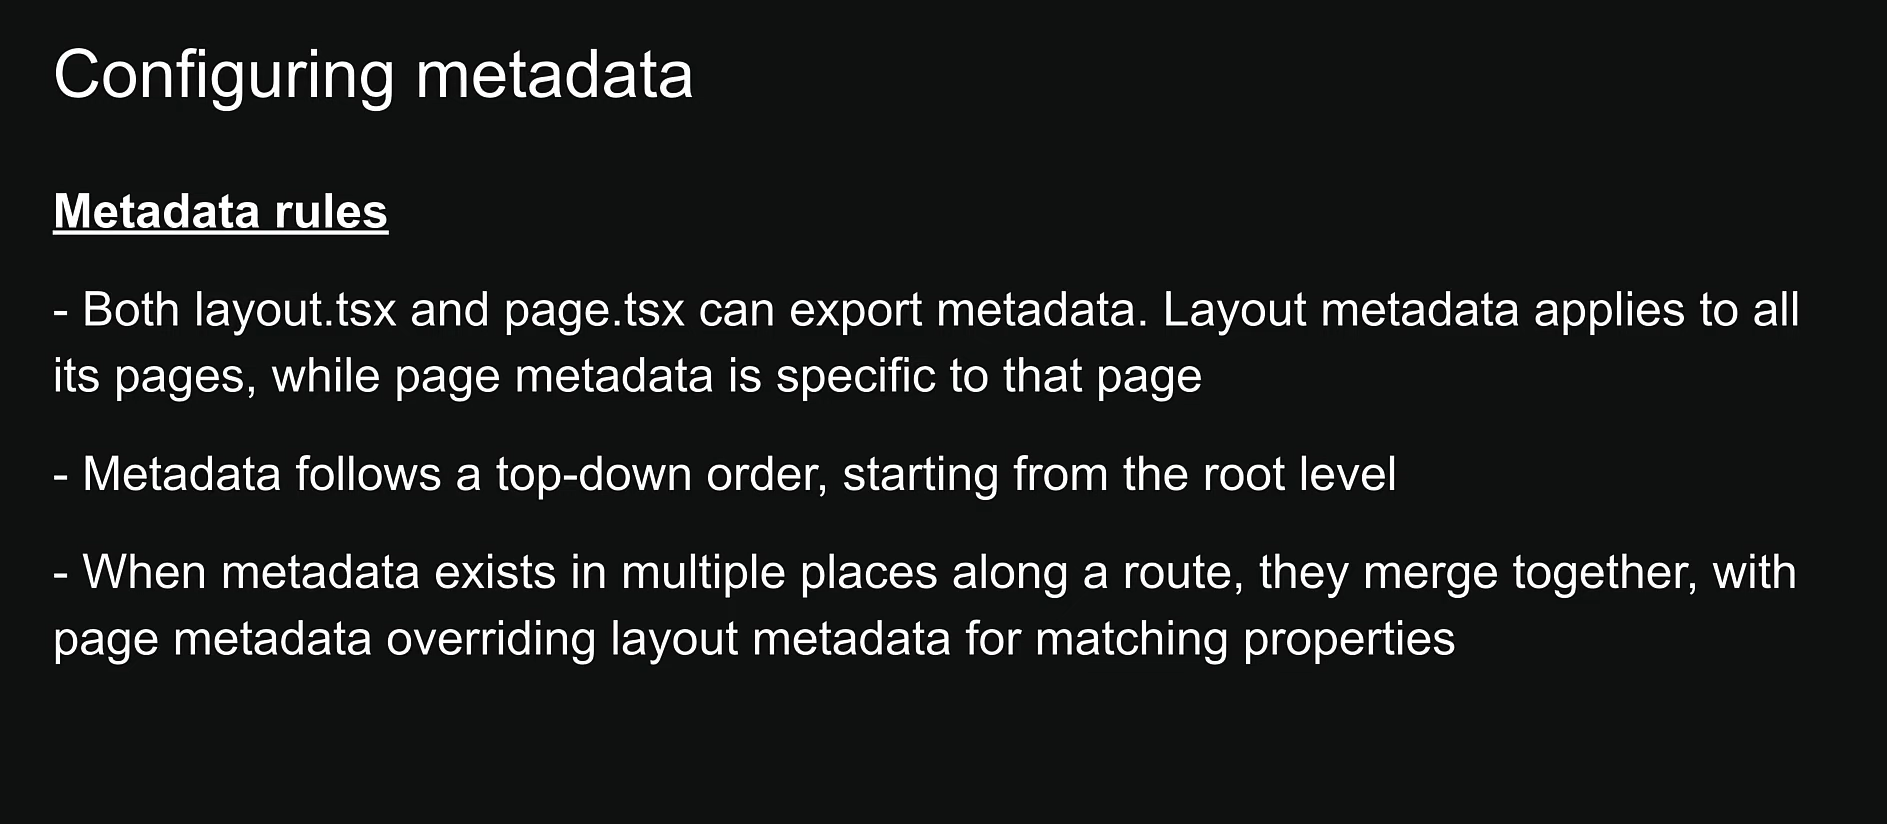 Configuring metadata
Metadata rules
- Both layout.tsx and page.tsx can export metadata. Layout metadata applies to all
its pages, while page metadata is specific to that page
- Metadata follows a top-down order, starting from the root level
- When metadata exists in multiple places along a route, they merge together, with
page metadata overriding layout metadata for matching properties